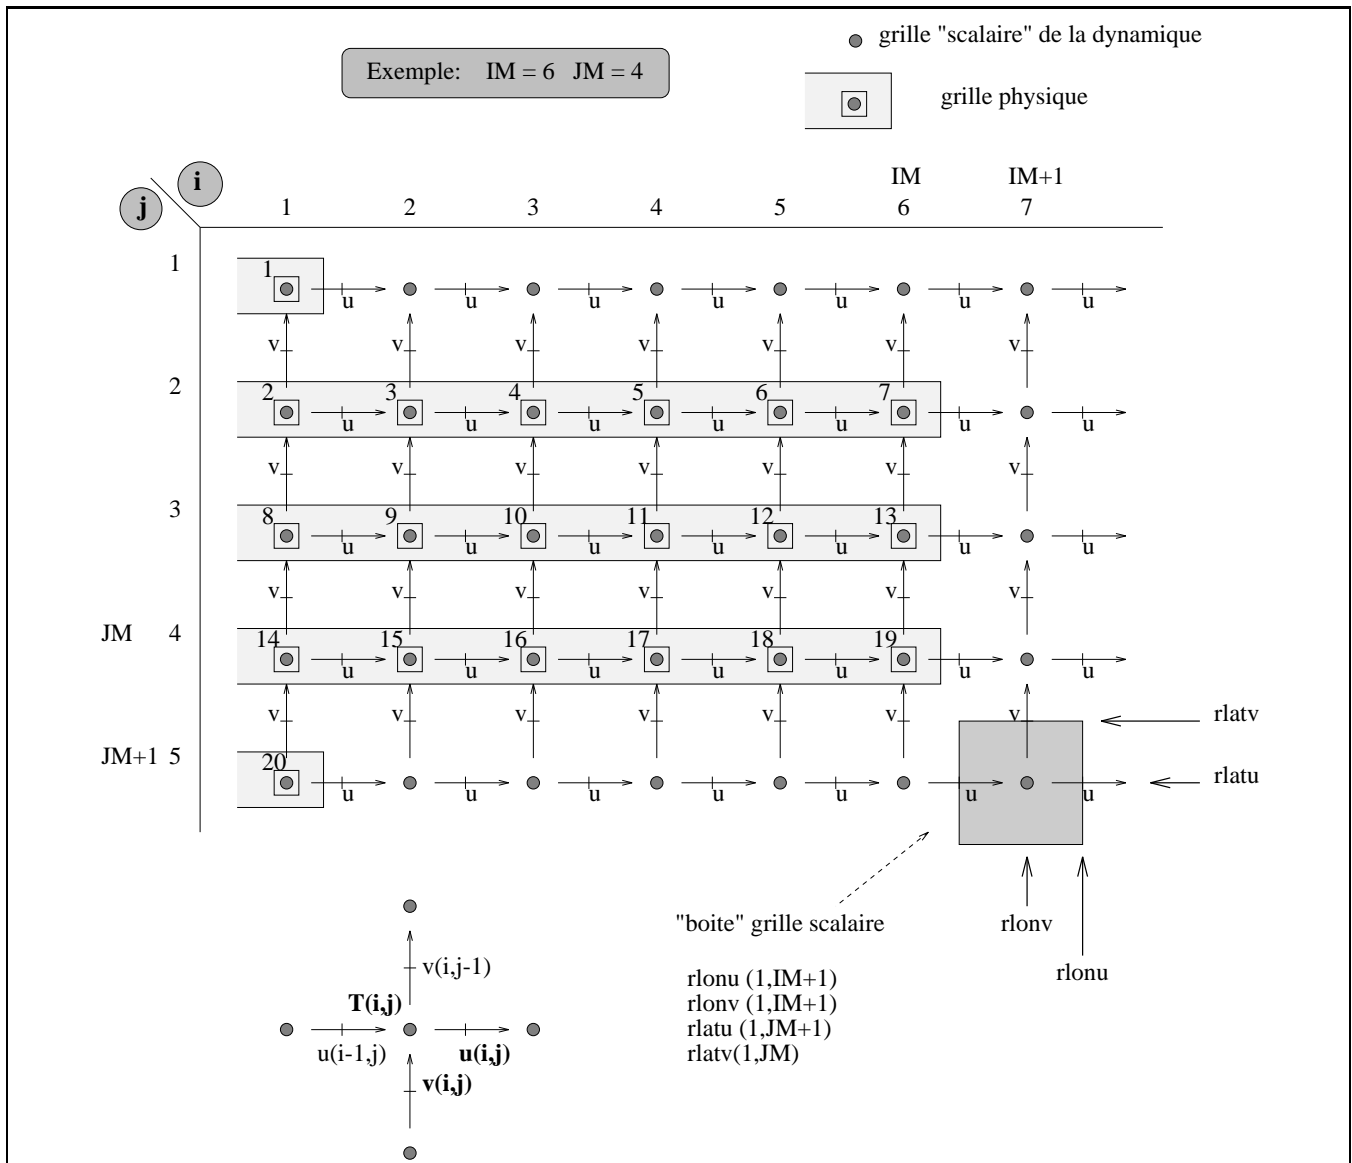 grille "scalaire" de la dynamique
Exemple: IM = 6 JM = 4
grille physique
i
j
IM IM+1
1 2 3 4 5 6 7
1
1
u u u u u u u
v v v v v v v
2
2 3 4 5 6 7
u u u u u u u
v v v v v v v
3
8 9 10 11 12 13
u u u u u u u
v v v v v v v
JM 4
14 15 16 17 18 19
u u u u u u u
v v v v v v v
rlatv
JM+1 5
20
rlatu
u u u u u u u
"boite" grille scalaire
rlonv
rlonu
v(i,j-1)
T(i,j)
u(i-1,j)
u(i,j)
v(i,j)
rlonu (1,IM+1)
rlonv (1,IM+1)
rlatu (1,JM+1)
rlatv(1,JM)